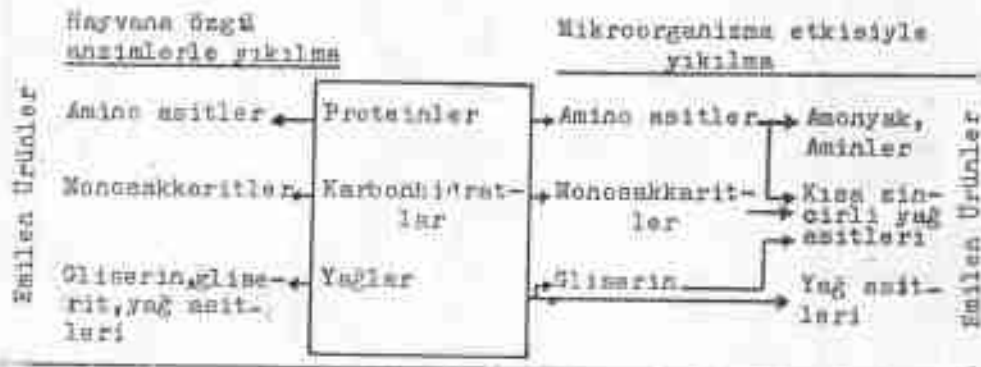 Hayvana özgü
enzimlerle yıkılma
Mikroorganizma etkisiyle
yıkılma
Emilen Ürünler
Amino asitler
Proteinler
Amino asitler
Amonyak,
Aminler
Monosakkaritler
Karbonhidrat-
lar
Monosakkarit-
ler
Kısa zin-
cirli yağ
asitleri
Gliserin,glise-
rit,yağ asit-
leri
Yağlar
Gliserin
Yağ asit-
leri
Emilen Ürünler